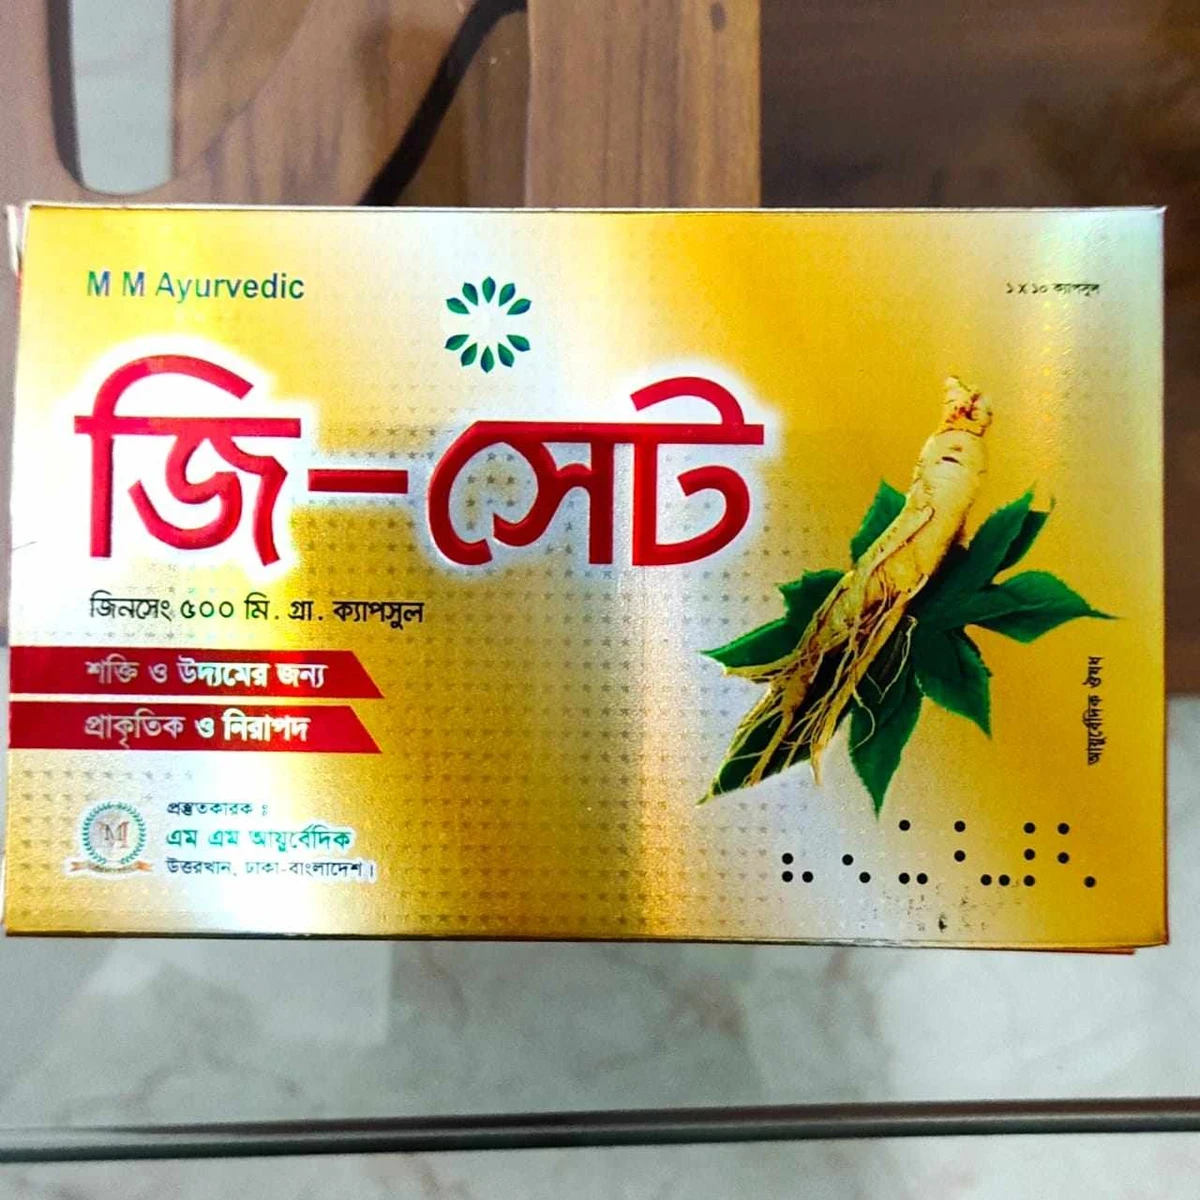 M M Ayurvedic
১ X ১০ ক্যাপসুল
জি-সেট
জিনসেং ৫০০ মি. গ্রা. ক্যাপসুল
শক্তি ও উদ্যমের জন্য
প্রাকৃতিক ও নিরাপদ
আয়ুর্বেদিক ঔষধ
প্রস্তুতকারক ঃ
এম এম আয়ুর্বেদিক
উত্তরখান, ঢাকা-বাংলাদেশ।